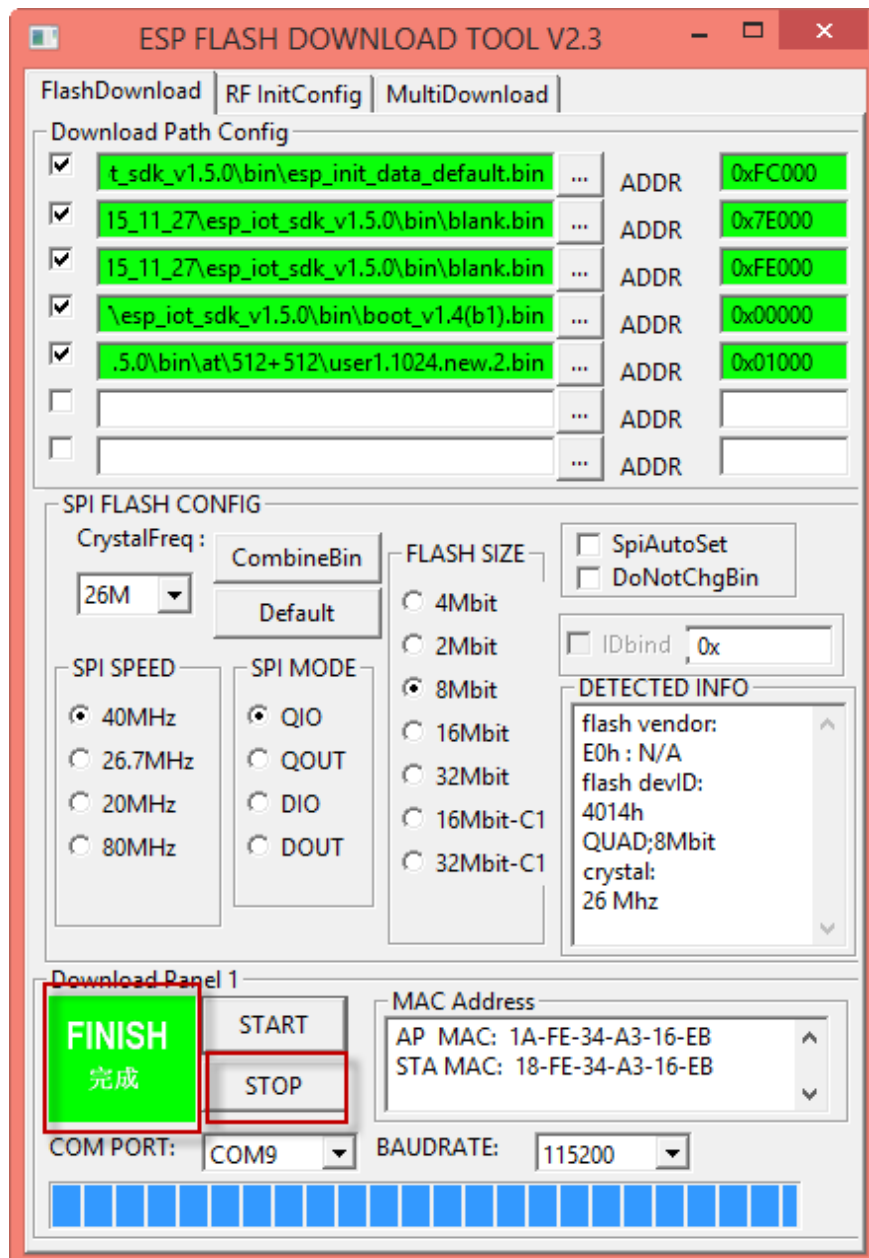 ESP FLASH DOWNLOAD TOOL V2.3
FlashDownload RF InitConfig MultiDownload
Download Path Config
t_sdk_v1.5.0\bin\esp_init_data_default.bin ... ADDR 0xFC000
15_11_27\esp_iot_sdk_v1.5.0\bin\blank.bin ... ADDR 0x7E000
15_11_27\esp_iot_sdk_v1.5.0\bin\blank.bin ... ADDR 0xFE000
\esp_iot_sdk_v1.5.0\bin\boot_v1.4(b1).bin ... ADDR 0x00000
.5.0\bin\at\512+512\user1.1024.new.2.bin ... ADDR 0x01000
... ADDR
... ADDR
SPI FLASH CONFIG
CrystalFreq :
26M
CombineBin
Default
SPI SPEED
40MHz
26.7MHz
20MHz
80MHz
SPI MODE
QIO
QOUT
DIO
DOUT
FLASH SIZE
4Mbit
2Mbit
8Mbit
16Mbit
32Mbit
16Mbit-C1
32Mbit-C1
SpiAutoSet
DoNotChgBin
IDbind 0x
DETECTED INFO
flash vendor:
E0h : N/A
flash devID:
4014h
QUAD;8Mbit
crystal:
26 Mhz
Download Panel 1
FINISH
完成
START
STOP
MAC Address
AP MAC: 1A-FE-34-A3-16-EB
STA MAC: 18-FE-34-A3-16-EB
COM PORT: COM9 BAUDRATE: 115200